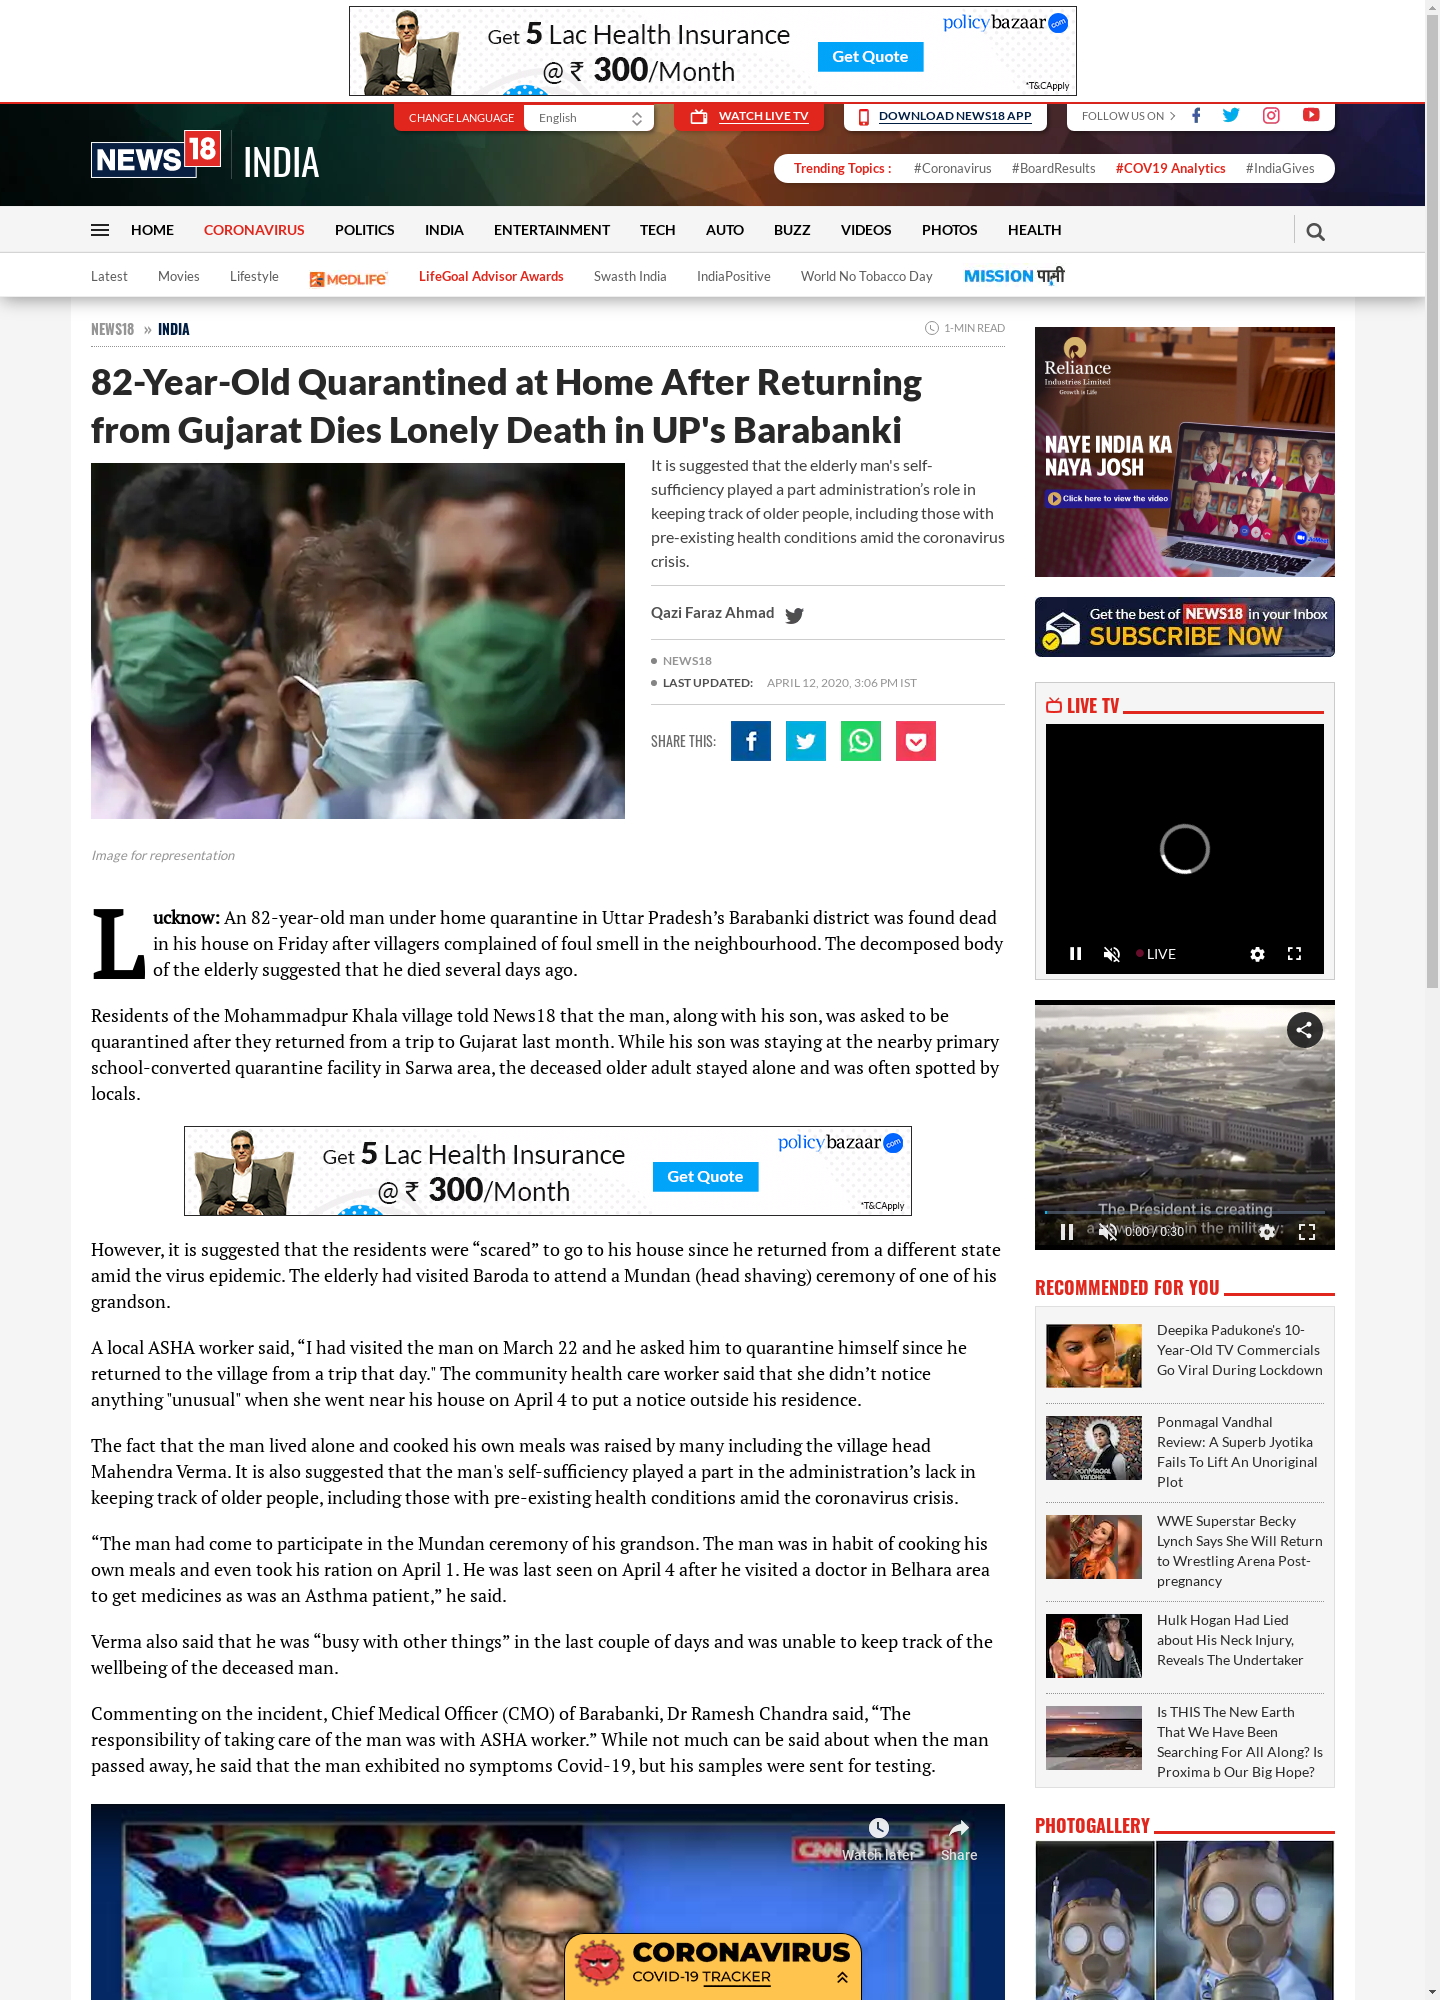 Get 5 Lac Health Insurance
@ ₹ 300/Month
Get Quote
policybazaar.com
*T&CApply
CHANGE LANGUAGE English
WATCH LIVE TV
DOWNLOAD NEWS18 APP
FOLLOW US ON
NEWS18 INDIA
Trending Topics : #Coronavirus #BoardResults #COV19 Analytics #IndiaGives
HOME CORONAVIRUS POLITICS INDIA ENTERTAINMENT TECH AUTO BUZZ VIDEOS PHOTOS HEALTH
Latest Movies Lifestyle MEDLIFE LifeGoal Advisor Awards Swasth India IndiaPositive World No Tobacco Day MISSION पानी
NEWS18 » INDIA
1-MIN READ
82-Year-Old Quarantined at Home After Returning
from Gujarat Dies Lonely Death in UP's Barabanki
It is suggested that the elderly man's self-
sufficiency played a part administration’s role in
keeping track of older people, including those with
pre-existing health conditions amid the coronavirus
crisis.
Qazi Faraz Ahmad
NEWS18
LAST UPDATED: APRIL 12, 2020, 3:06 PM IST
SHARE THIS:
Image for representation
Lucknow: An 82-year-old man under home quarantine in Uttar Pradesh’s Barabanki district was found dead
in his house on Friday after villagers complained of foul smell in the neighbourhood. The decomposed body
of the elderly suggested that he died several days ago.
Residents of the Mohammadpur Khala village told News18 that the man, along with his son, was asked to be
quarantined after they returned from a trip to Gujarat last month. While his son was staying at the nearby primary
school-converted quarantine facility in Sarwa area, the deceased older adult stayed alone and was often spotted by
locals.
Get 5 Lac Health Insurance
@ ₹ 300/Month
Get Quote
policybazaar.com
*T&CApply
However, it is suggested that the residents were “scared” to go to his house since he returned from a different state
amid the virus epidemic. The elderly had visited Baroda to attend a Mundan (head shaving) ceremony of one of his
grandson.
A local ASHA worker said, “I had visited the man on March 22 and he asked him to quarantine himself since he
returned to the village from a trip that day." The community health care worker said that she didn’t notice
anything "unusual" when she went near his house on April 4 to put a notice outside his residence.
The fact that the man lived alone and cooked his own meals was raised by many including the village head
Mahendra Verma. It is also suggested that the man's self-sufficiency played a part in the administration’s lack in
keeping track of older people, including those with pre-existing health conditions amid the coronavirus crisis.
“The man had come to participate in the Mundan ceremony of his grandson. The man was in habit of cooking his
own meals and even took his ration on April 1. He was last seen on April 4 after he visited a doctor in Belhara area
to get medicines as was an Asthma patient,” he said.
Verma also said that he was “busy with other things” in the last couple of days and was unable to keep track of the
wellbeing of the deceased man.
Commenting on the incident, Chief Medical Officer (CMO) of Barabanki, Dr Ramesh Chandra said, “The
responsibility of taking care of the man was with ASHA worker.” While not much can be said about when the man
passed away, he said that the man exhibited no symptoms Covid-19, but his samples were sent for testing.
CNN NEWS 18
Watch later
Share
CORONAVIRUS
COVID-19 TRACKER
Reliance
Industries Limited
Growth is Life
NAYE INDIA KA
NAYA JOSH
Click here to view the video
Get the best of NEWS18 in your Inbox
SUBSCRIBE NOW
LIVE TV
LIVE
The President is creating
in the military:
0:00 / 0:30
RECOMMENDED FOR YOU
Deepika Padukone's 10-
Year-Old TV Commercials
Go Viral During Lockdown
PONMAGAL
VANDHAL
Ponmagal Vandhal
Review: A Superb Jyotika
Fails To Lift An Unoriginal
Plot
WWE Superstar Becky
Lynch Says She Will Return
to Wrestling Arena Post-
pregnancy
Hulk Hogan Had Lied
about His Neck Injury,
Reveals The Undertaker
Is THIS The New Earth
That We Have Been
Searching For All Along? Is
Proxima b Our Big Hope?
PHOTOGALLERY